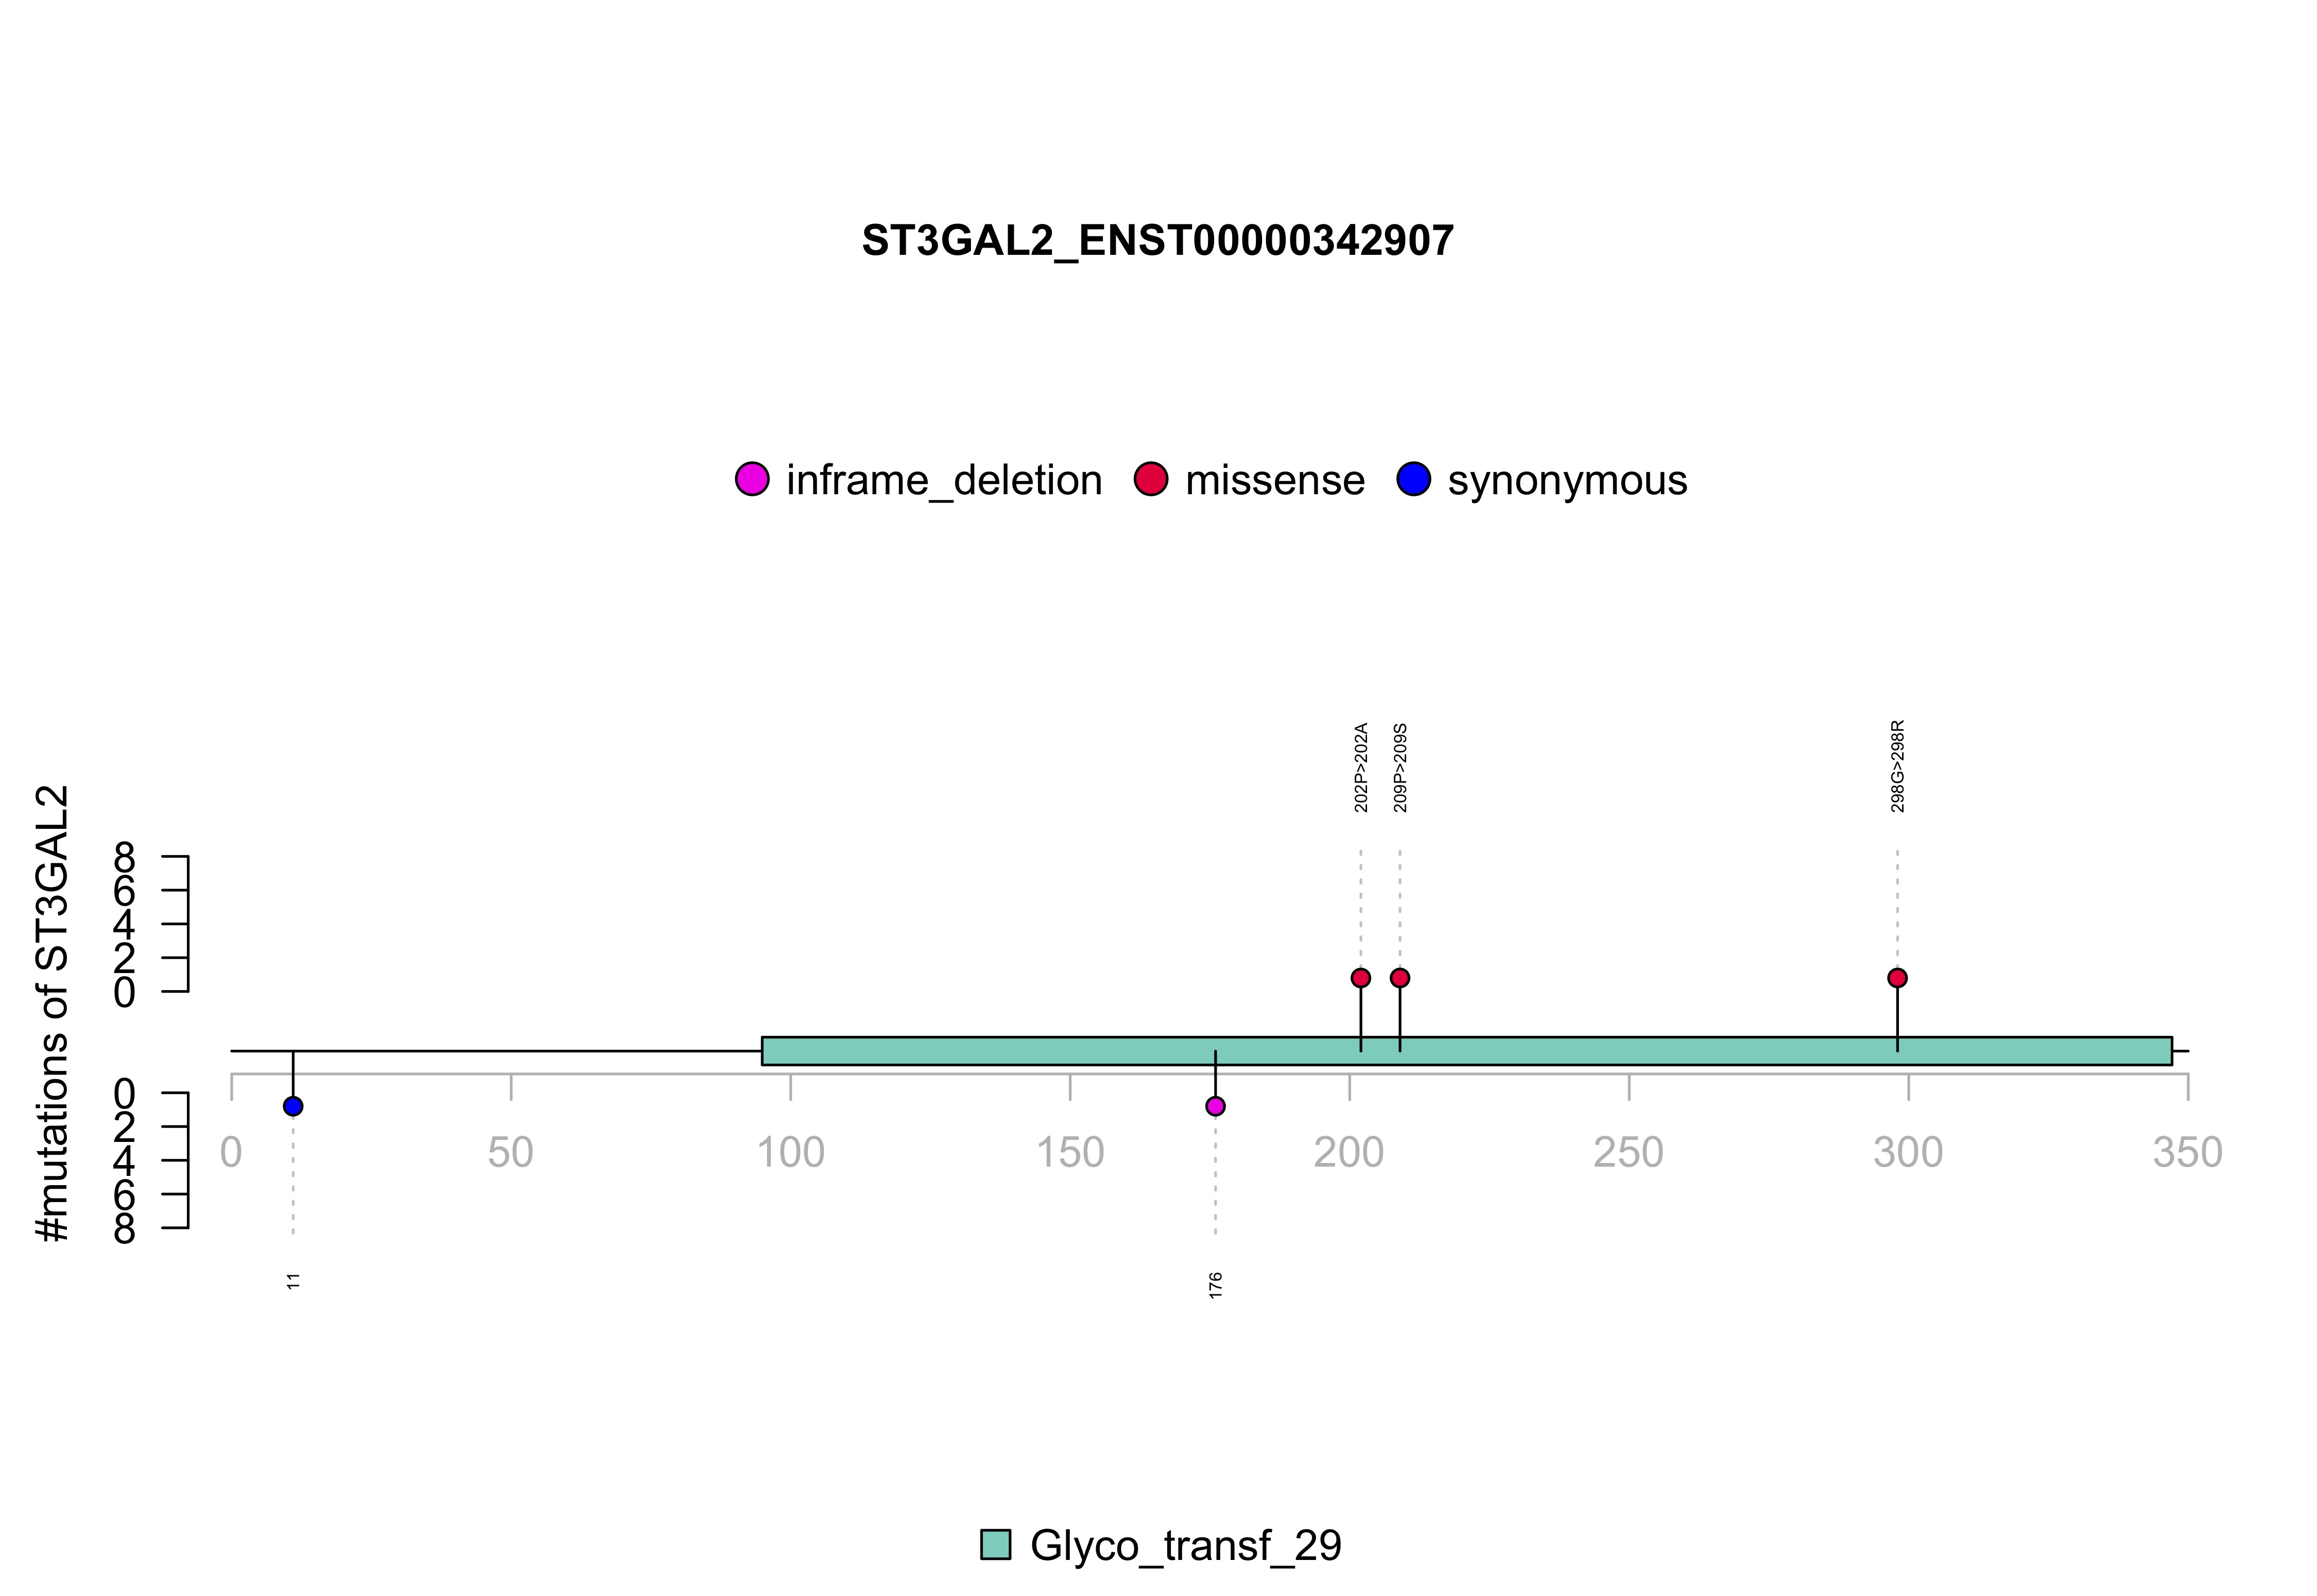 ST3GAL2_ENST00000342907
inframe_deletion missense synonymous
202P>202A 209P>209S 298G>298R
#mutations of ST3GAL2
8
6
4
2
0
0
2
4
6
8
0 50 100 150 200 250 300 350
11 176
Glyco_transf_29